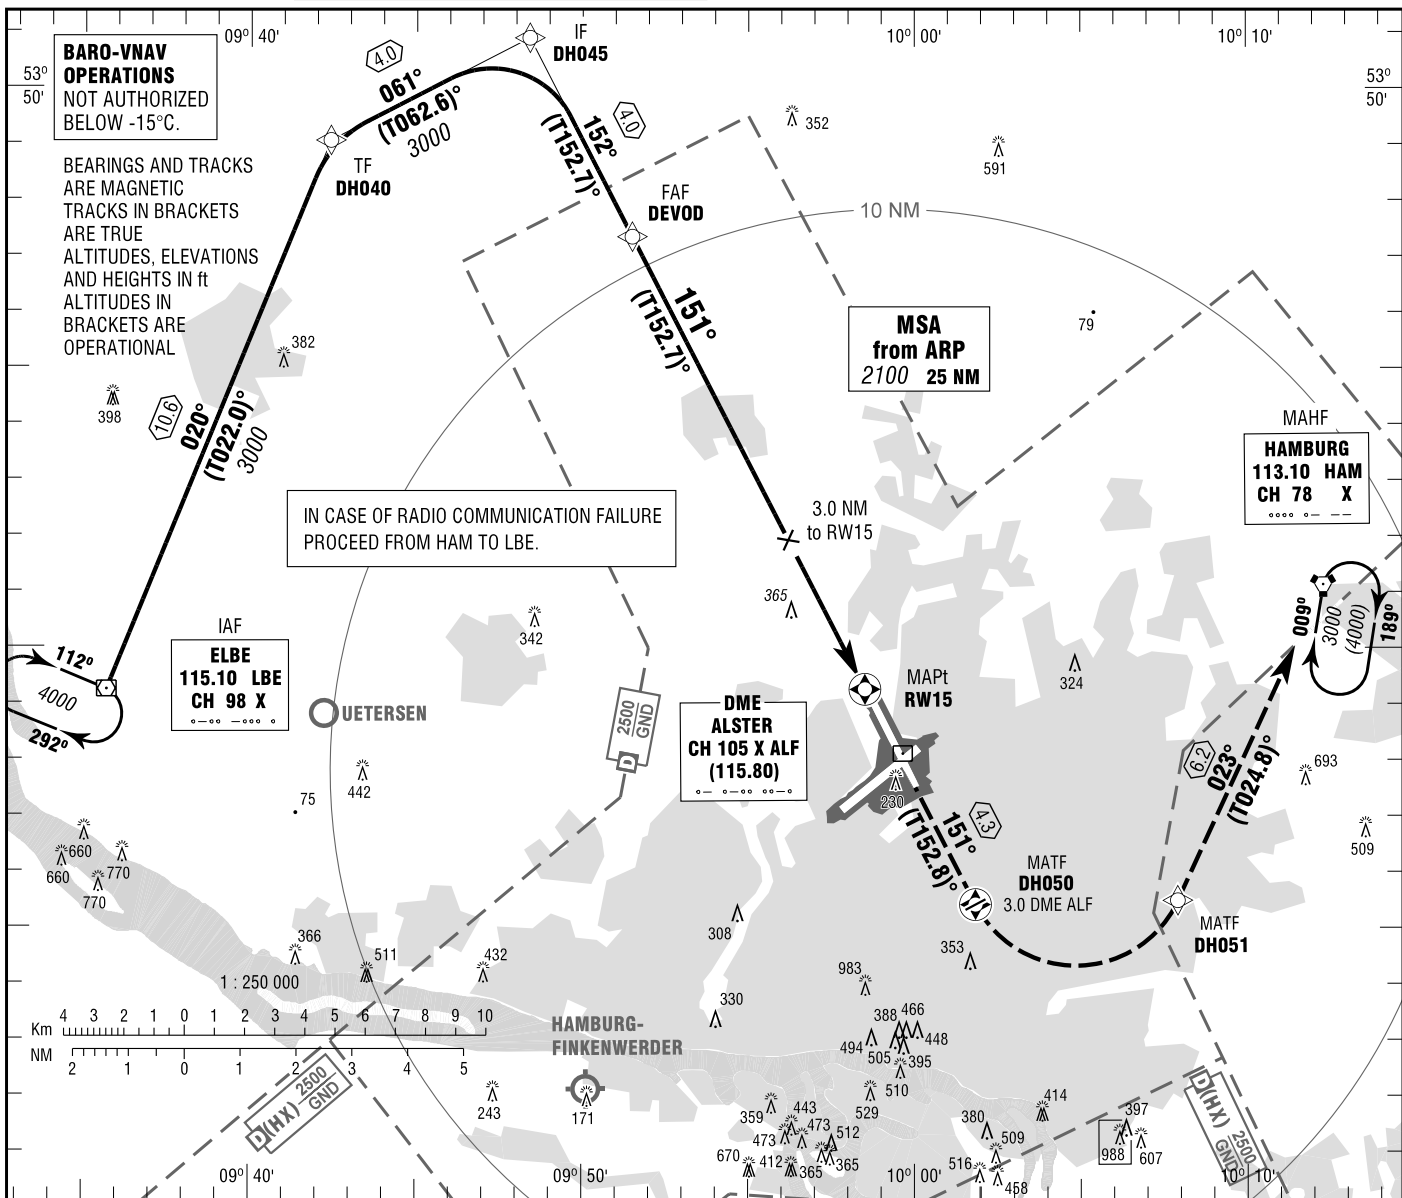 09° 40'
10° 00'
10° 10'
53°
50'
53°
50'
BARO-VNAV
OPERATIONS
NOT AUTHORIZED
BELOW -15°C.
BEARINGS AND TRACKS
ARE MAGNETIC
TRACKS IN BRACKETS
ARE TRUE
ALTITUDES, ELEVATIONS
AND HEIGHTS IN ft
ALTITUDES IN
BRACKETS ARE
OPERATIONAL
4.0
061°
(T062.6)°
3000
IF
DH045
TF
DH040
4.0
152°
(T152.7)°
FAF
DEVOD
352
591
10 NM
151°
(T152.7)°
MSA
from ARP
2100 25 NM
79
382
398
10.6
020°
(T022.0)°
3000
MAHF
HAMBURG
113.10 HAM
CH 78 X
IN CASE OF RADIO COMMUNICATION FAILURE
PROCEED FROM HAM TO LBE.
3.0 NM
to RW15
365
342
009°
3000
(4000)
189°
IAF
ELBE
115.10 LBE
CH 98 X
112°
4000
292°
UETERSEN
2500
GND
D
DME
ALSTER
CH 105 X ALF
(115.80)
MAPt
RW15
324
230
693
509
442
75
6.2
023°
(T024.8)°
151°
(T152.8)°
4.3
MATF
DH050
3.0 DME ALF
MATF
DH051
660
660
770
770
366
511
432
308
353
983
330
1 : 250 000
Km
4 3 2 1 0 1 2 3 4 5 6 7 8 9 10
NM
2 1 0 1 2 3 4 5
HAMBURG-
FINKENWERDER
171
243
388
466
494
505
448
395
510
529
359
443
473
473
512
670
412
365
365
380
509
516
458
414
397
988
607
D(HX) 2500
GND
D(HX) 2500
GND
09° 40'
09° 50'
10° 00'
10° 10'